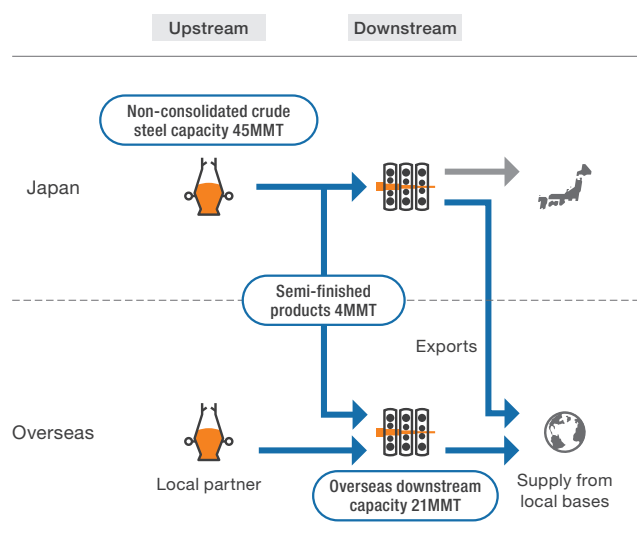 Upstream
Downstream
Non-consolidated crude
steel capacity 45MMT
Japan
Semi-finished
products 4MMT
Exports
Overseas
Local partner
Overseas downstream
capacity 21MMT
Supply from
local bases